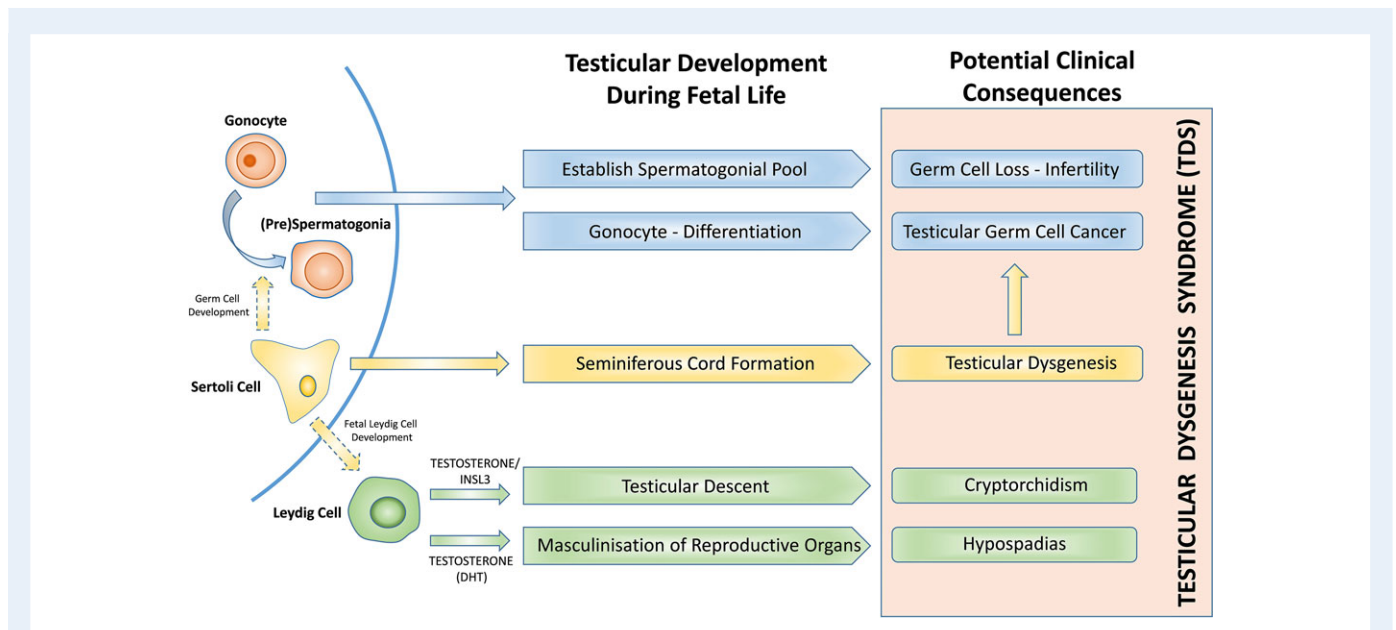 Testicular Development
During Fetal Life
Potential Clinical
Consequences
Gonocyte
(Pre)Spermatogonia
Germ Cell
Development
Sertoli Cell
Fetal Leydig Cell
Development
Leydig Cell
TESTOSTERONE/
INSL3
TESTOSTERONE
(DHT)
Establish Spermatogonial Pool
Germ Cell Loss - Infertility
Gonocyte - Differentiation
Testicular Germ Cell Cancer
Seminiferous Cord Formation
Testicular Dysgenesis
Testicular Descent
Cryptorchidism
Masculinisation of Reproductive Organs
Hypospadias
TESTICULAR DYSGENESIS SYNDROME (TDS)